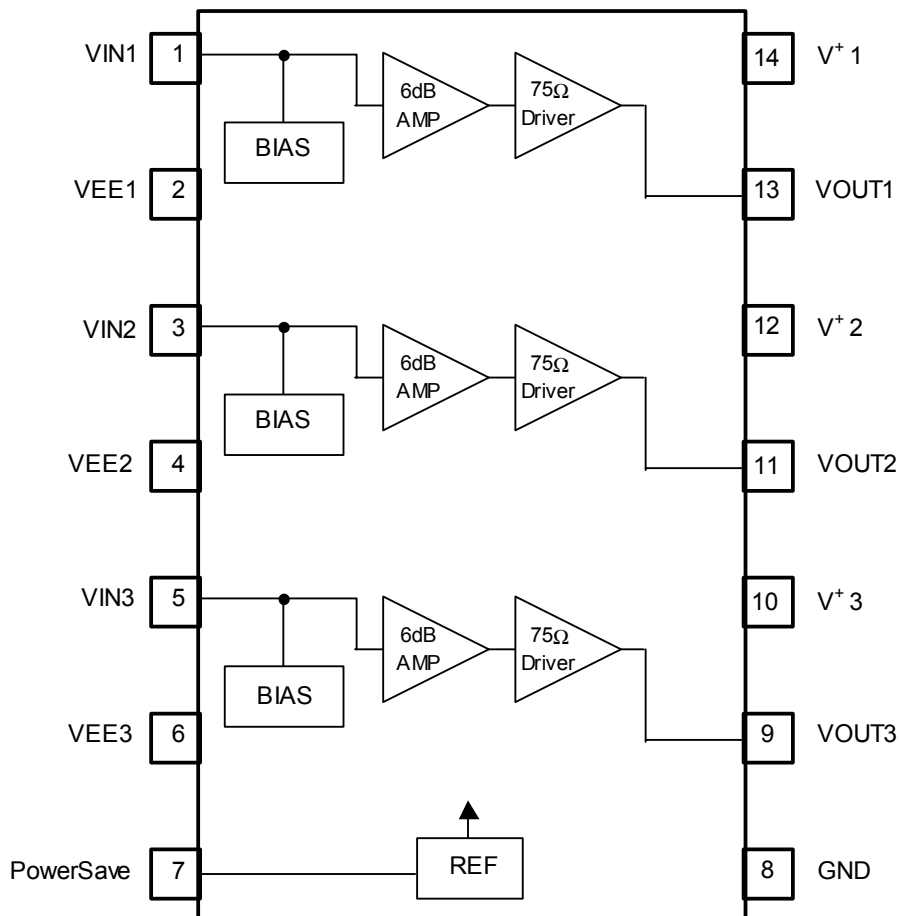 VIN1 1 14 V+ 1
6dB AMP
75Ω Driver
BIAS
VEE1 2 13 VOUT1
VIN2 3 12 V+ 2
6dB AMP
75Ω Driver
BIAS
VEE2 4 11 VOUT2
VIN3 5 10 V+ 3
6dB AMP
75Ω Driver
BIAS
VEE3 6 9 VOUT3
PowerSave 7 REF 8 GND